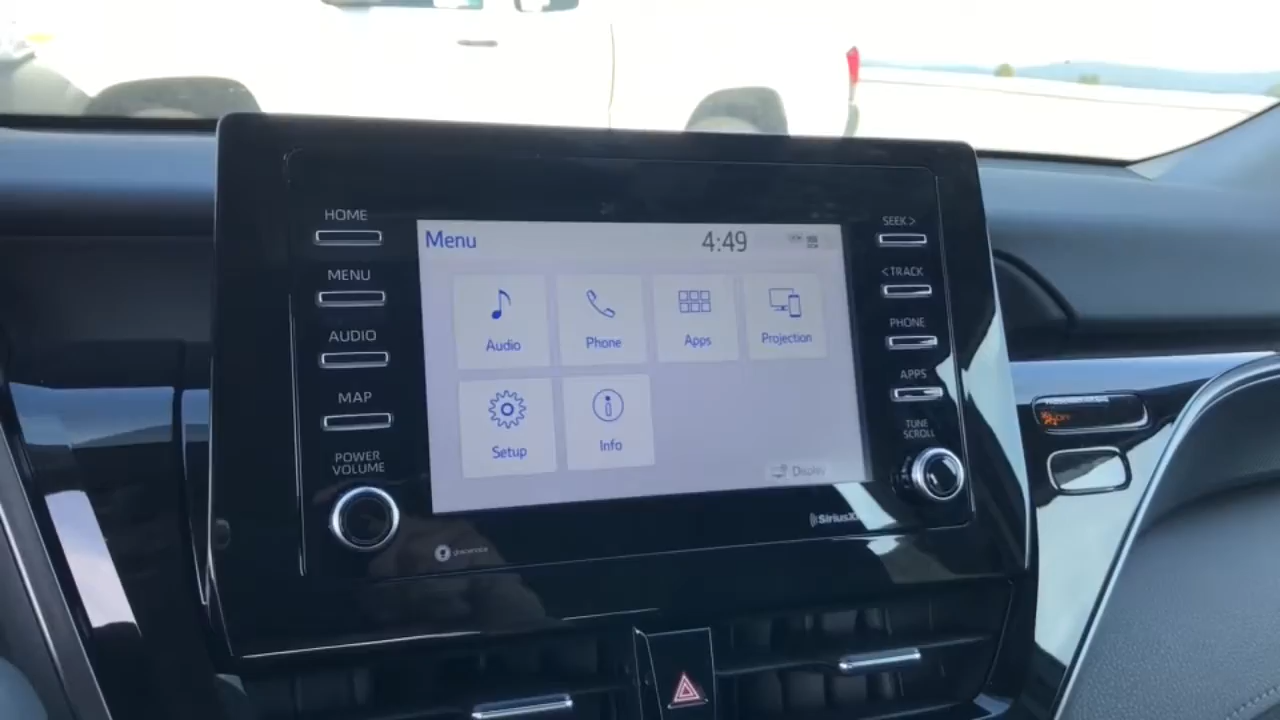 HOME
MENU
AUDIO
MAP
POWER
VOLUME
Menu
4:49
Audio
Phone
Apps
Projection
Setup
Info
Display
SEEK >
< TRACK
PHONE
APPS
TUNE
SCROLL
gracenote